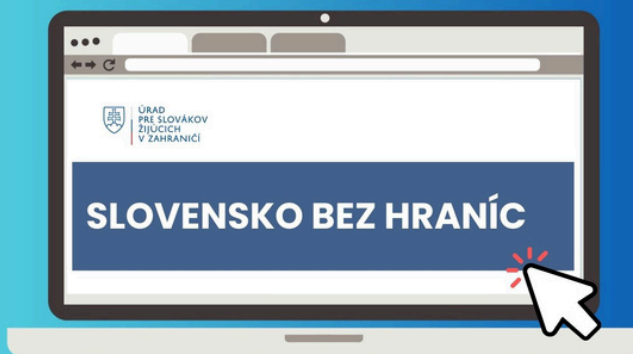 ÚRAD
PRE SLOVÁKOV
ŽIJÚCICH
V ZAHRANIČÍ
SLOVENSKO BEZ HRANÍC